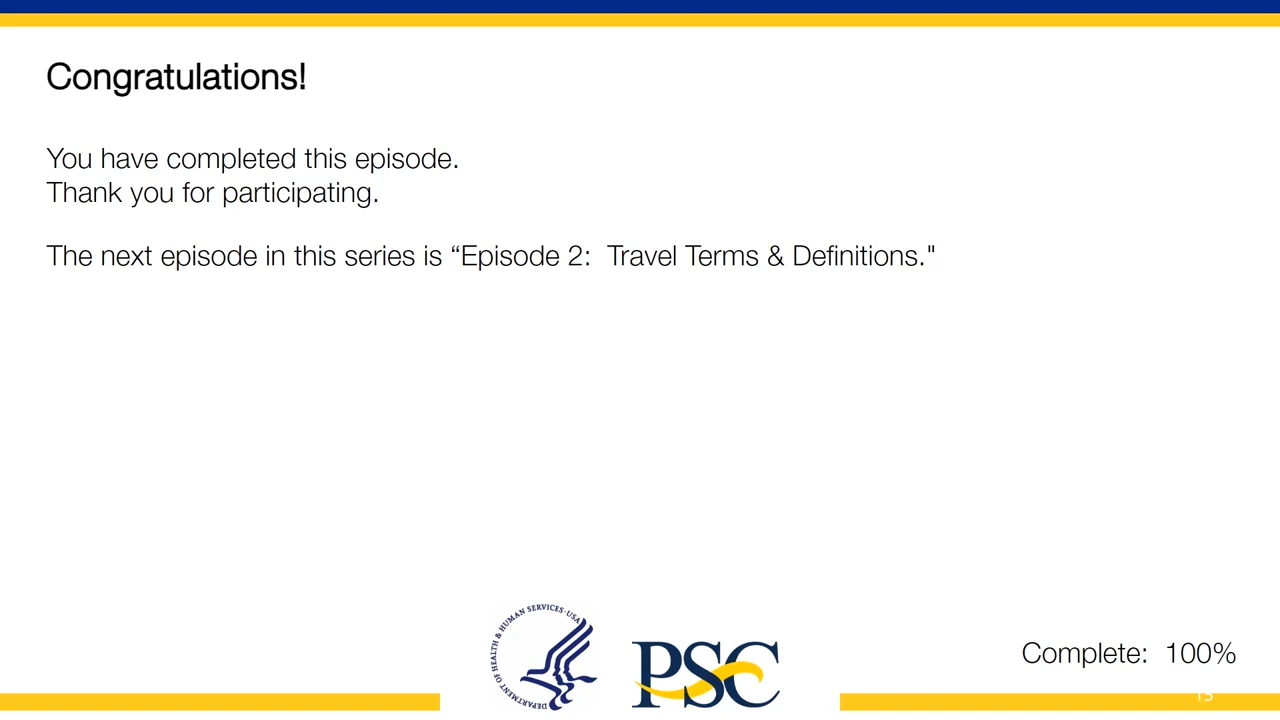 Congratulations!
You have completed this episode.
Thank you for participating.
The next episode in this series is “Episode 2:  Travel Terms & Definitions."
DEPARTMENT OF HEALTH & HUMAN SERVICES·USA
PSC
Complete:  100%
15